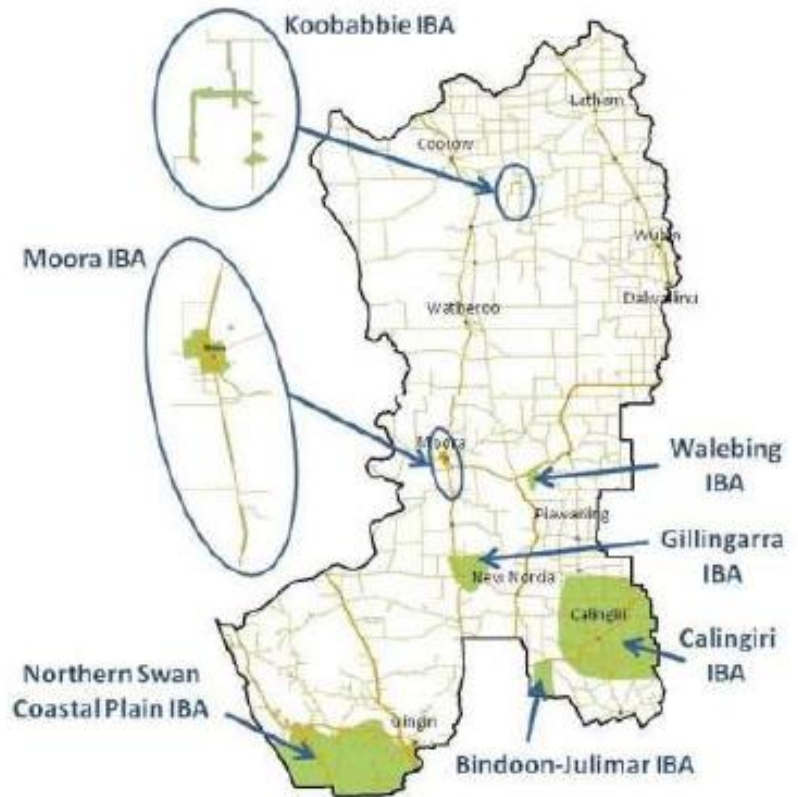 Koobabbie IBA
Latham
Coorow
Moora IBA
Wubin
Dalwallinu
Watheroo
Moora
Walebing
IBA
Piawaning
Gillingarra
IBA
New Norcia
Calingiri
Calingiri
IBA
Northern Swan
Coastal Plain IBA
Gingin
Bindoon-Julimar IBA